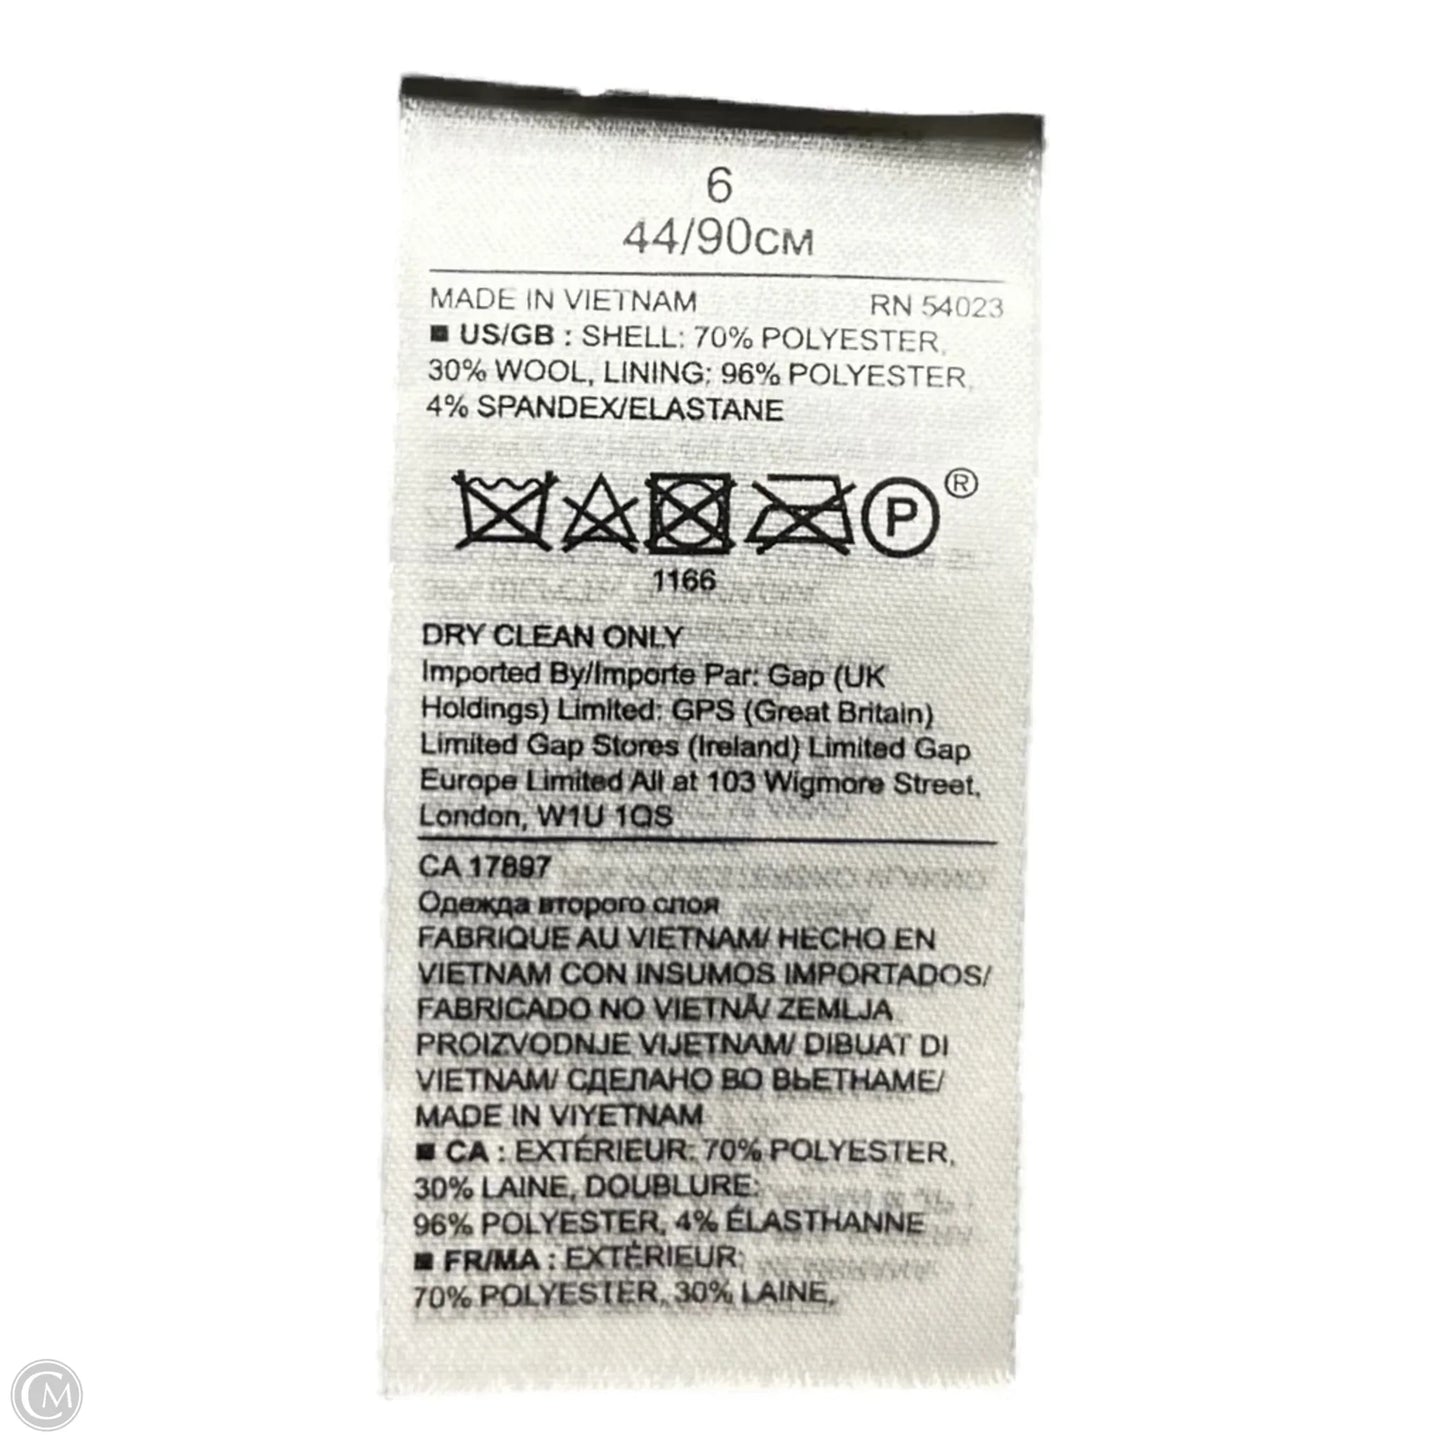 6
44/90CM
MADE IN VIETNAM RN 54023
US/GB : SHELL: 70% POLYESTER,
30% WOOL, LINING: 96% POLYESTER,
4% SPANDEX/ELASTANE
P ®
1166
DRY CLEAN ONLY
Imported By/Importe Par: Gap (UK
Holdings) Limited: GPS (Great Britain)
Limited Gap Stores (Ireland) Limited Gap
Europe Limited All at 103 Wigmore Street,
London, W1U 1QS
CA 17897
Одежда второго слоя
FABRIQUE AU VIETNAM/ HECHO EN
VIETNAM CON INSUMOS IMPORTADOS/
FABRICADO NO VIETNÃ/ ZEMLJA
PROIZVODNJE VIJETNAM/ DIBUAT DI
VIETNAM/ СДЕЛАНО ВО ВЬЕТНАМЕ/
MADE IN VIYETNAM
CA : EXTÉRIEUR: 70% POLYESTER,
30% LAINE, DOUBLURE:
96% POLYESTER, 4% ÉLASTHANNE
FR/MA : EXTÉRIEUR:
70% POLYESTER, 30% LAINE,
CM